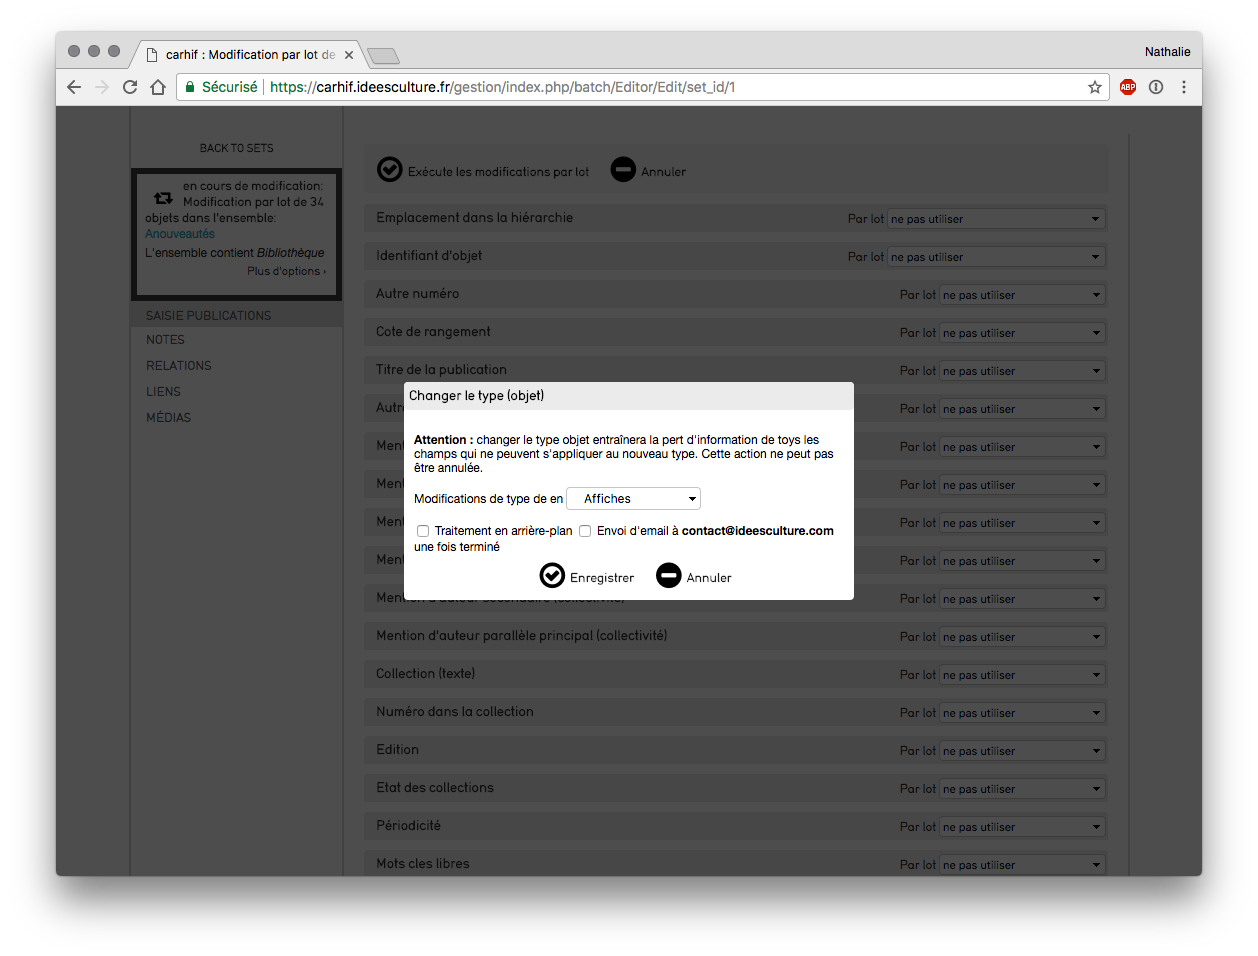 carhif : Modification par lot de
Nathalie
Sécurisé
https://carhif.ideesculture.fr/gestion/index.php/batch/Editor/Edit/set_id/1
ABP
BACK TO SETS
en cours de modification:
Modification par lot de 34
objets dans l'ensemble:
Anouveautés
L'ensemble contient Bibliothèque
Plus d'options ›
SAISIE PUBLICATIONS
NOTES
RELATIONS
LIENS
MÉDIAS
Exécute les modifications par lot Annuler
Emplacement dans la hiérarchie Par lot ne pas utiliser
Identifiant d'objet Par lot ne pas utiliser
Autre numéro Par lot ne pas utiliser
Cote de rangement Par lot ne pas utiliser
Titre de la publication Par lot ne pas utiliser
Autr Par lot ne pas utiliser
Ment Par lot ne pas utiliser
Ment Par lot ne pas utiliser
Ment Par lot ne pas utiliser
Ment Par lot ne pas utiliser
Mention d'auteur secondaire (collectivité) Par lot ne pas utiliser
Mention d'auteur parallèle principal (collectivité) Par lot ne pas utiliser
Collection (texte) Par lot ne pas utiliser
Numéro dans la collection Par lot ne pas utiliser
Edition Par lot ne pas utiliser
Etat des collections Par lot ne pas utiliser
Périodicité Par lot ne pas utiliser
Mots cles libres Par lot ne pas utiliser
Changer le type (objet)
Attention : changer le type objet entraînera la pert d'information de toys les
champs qui ne peuvent s'appliquer au nouveau type. Cette action ne peut pas
être annulée.
Modifications de type de en Affiches
Traitement en arrière-plan Envoi d'email à contact@ideesculture.com
une fois terminé
Enregistrer Annuler